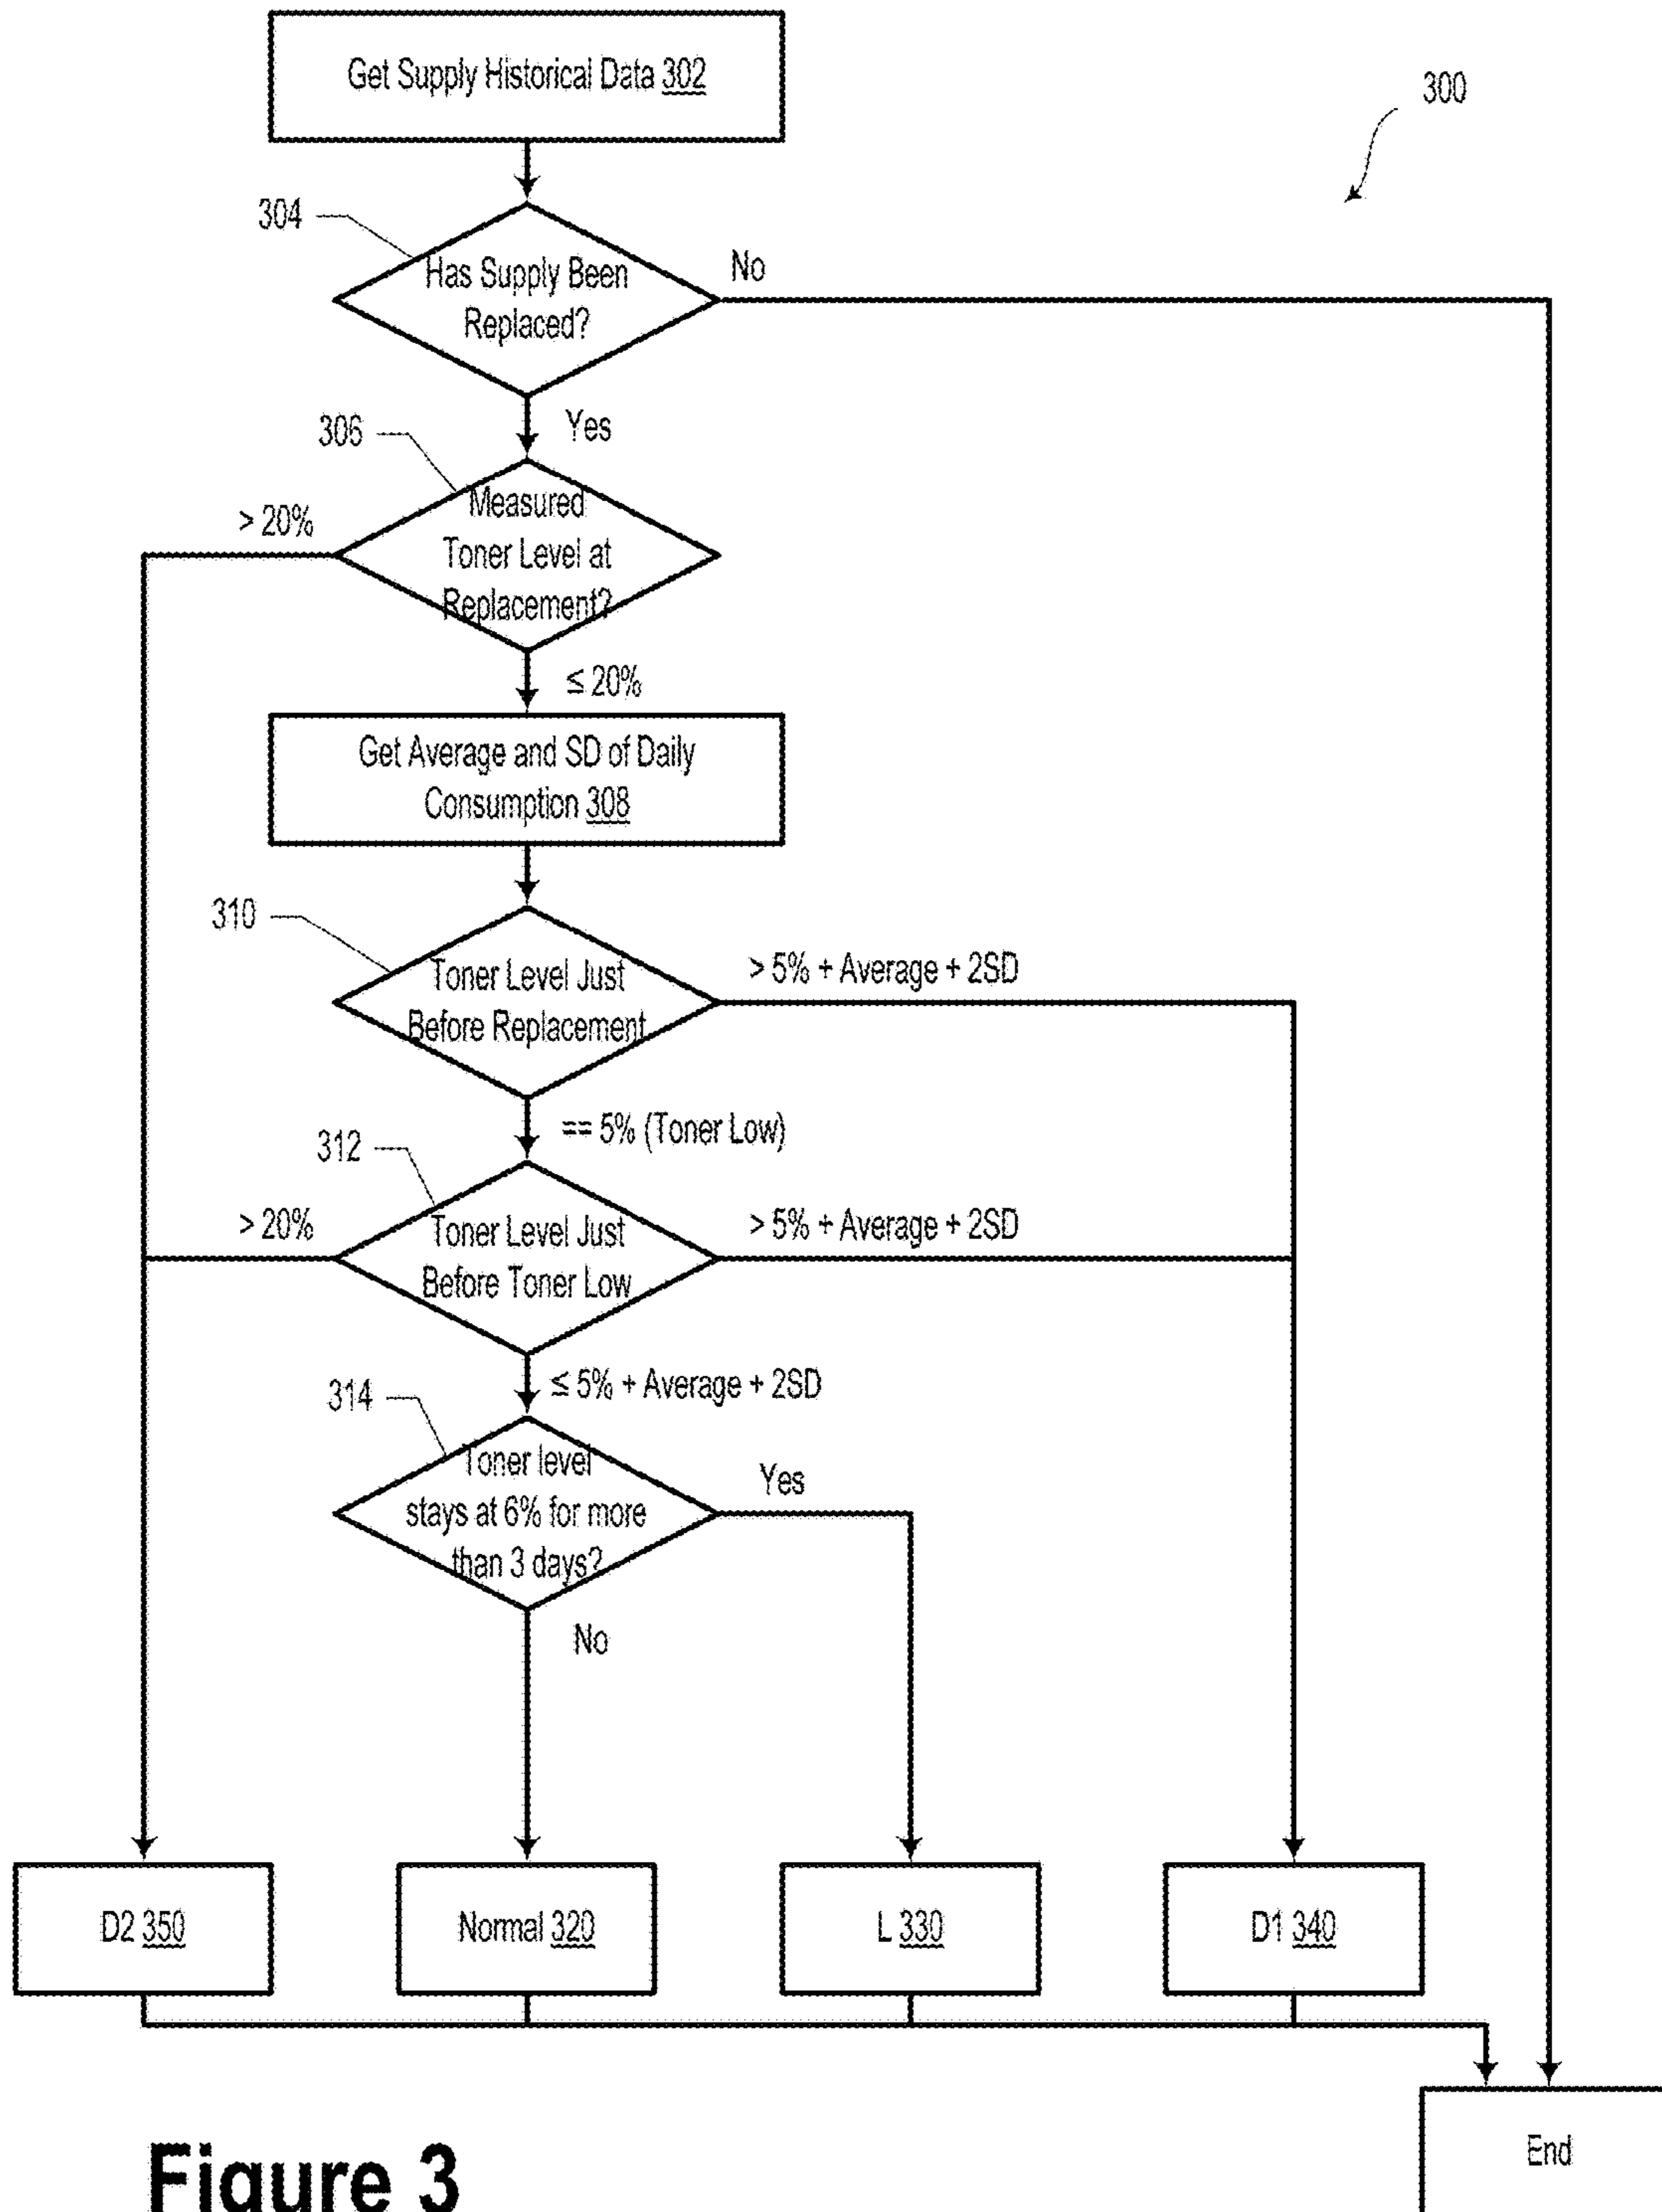 Get Supply Historical Data 302
300
304
Has Supply Been
Replaced?
No
Yes
306
Measured
Toner Level at
Replacement?
> 20%
≤ 20%
Get Average and SD of Daily
Consumption 308
310
Toner Level Just
Before Replacement
> 5% + Average + 2SD
== 5% (Toner Low)
312
> 20%
Toner Level Just
Before Toner Low
> 5% + Average + 2SD
≤ 5% + Average + 2SD
314
Toner level
stays at 6% for more
than 3 days?
Yes
No
D2 350
Normal 320
L 330
D1 340
End
Figure 3